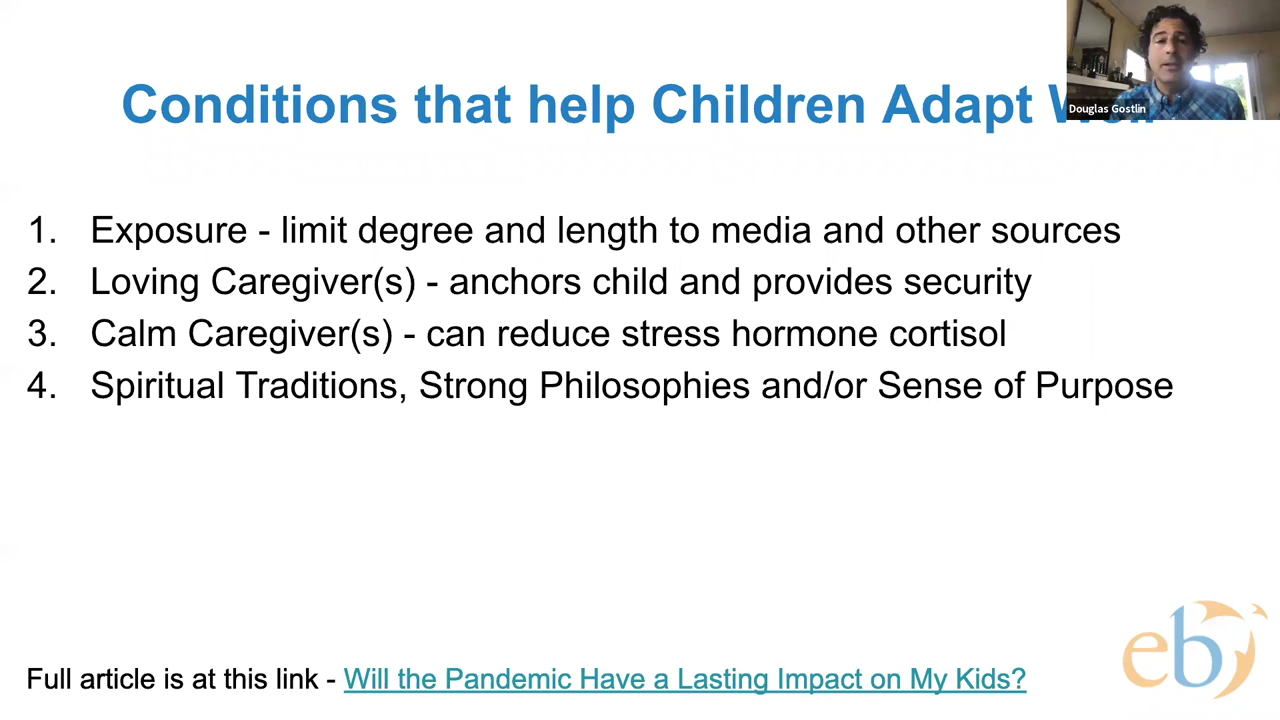 Conditions that help Children Adapt
Douglas Gostlin
1. Exposure - limit degree and length to media and other sources
2. Loving Caregiver(s) - anchors child and provides security
3. Calm Caregiver(s) - can reduce stress hormone cortisol
4. Spiritual Traditions, Strong Philosophies and/or Sense of Purpose
Full article is at this link - Will the Pandemic Have a Lasting Impact on My Kids?
eb